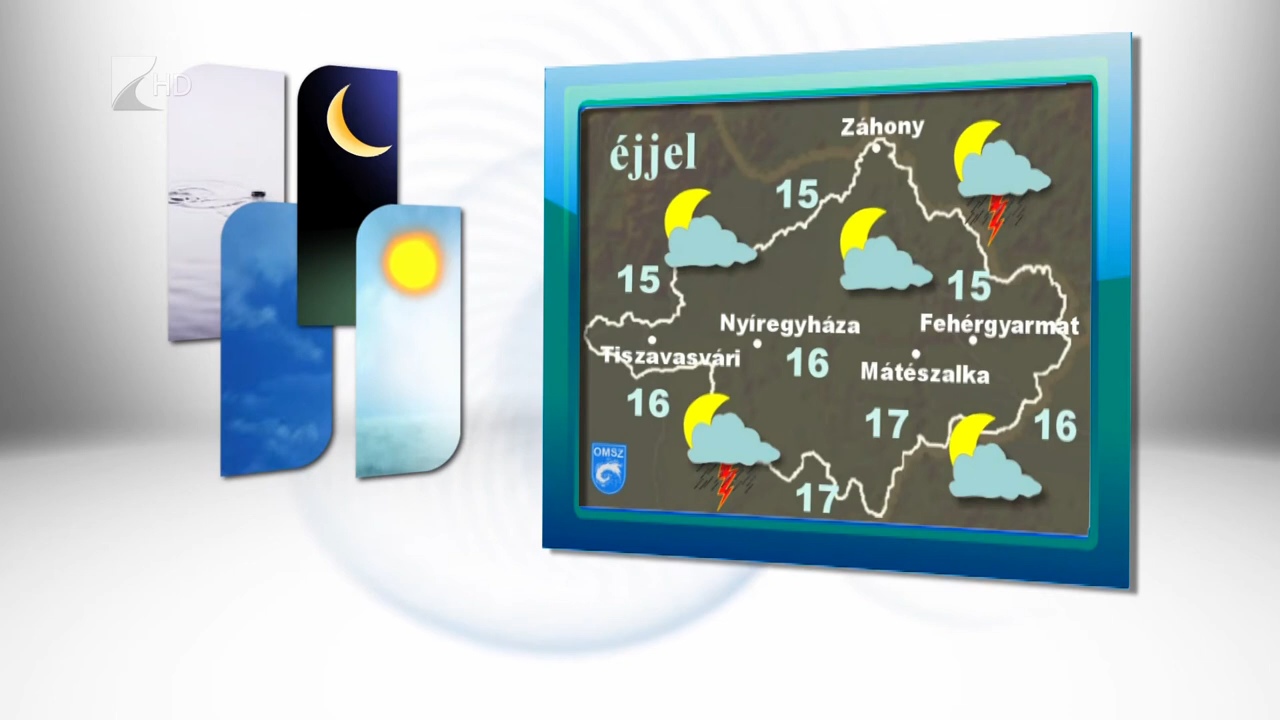 HD
éjjel
Záhony
15
15
15
Nyíregyháza
Fehérgyarmat
Tiszavasvári
16
Mátészalka
16
17
16
OMSZ
17